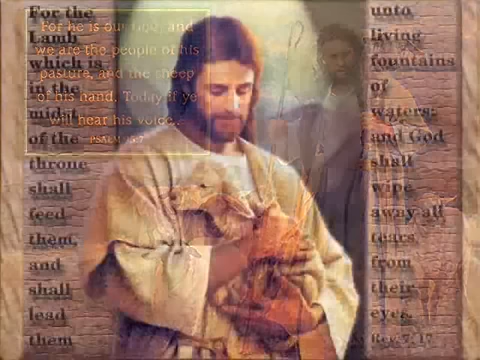 For the
Lamb
which is
in the
midst
of the
throne
shall
feed
them,
and
shall
lead
them
For he is our God; and
we are the people of his
pasture, and the sheep
of his hand. Today if ye
will hear his voice,
PSALM 95:7
unto
living
fountains
of
waters:
and God
shall
wipe
away all
tears
from
their
eyes.
Rev. 7:17